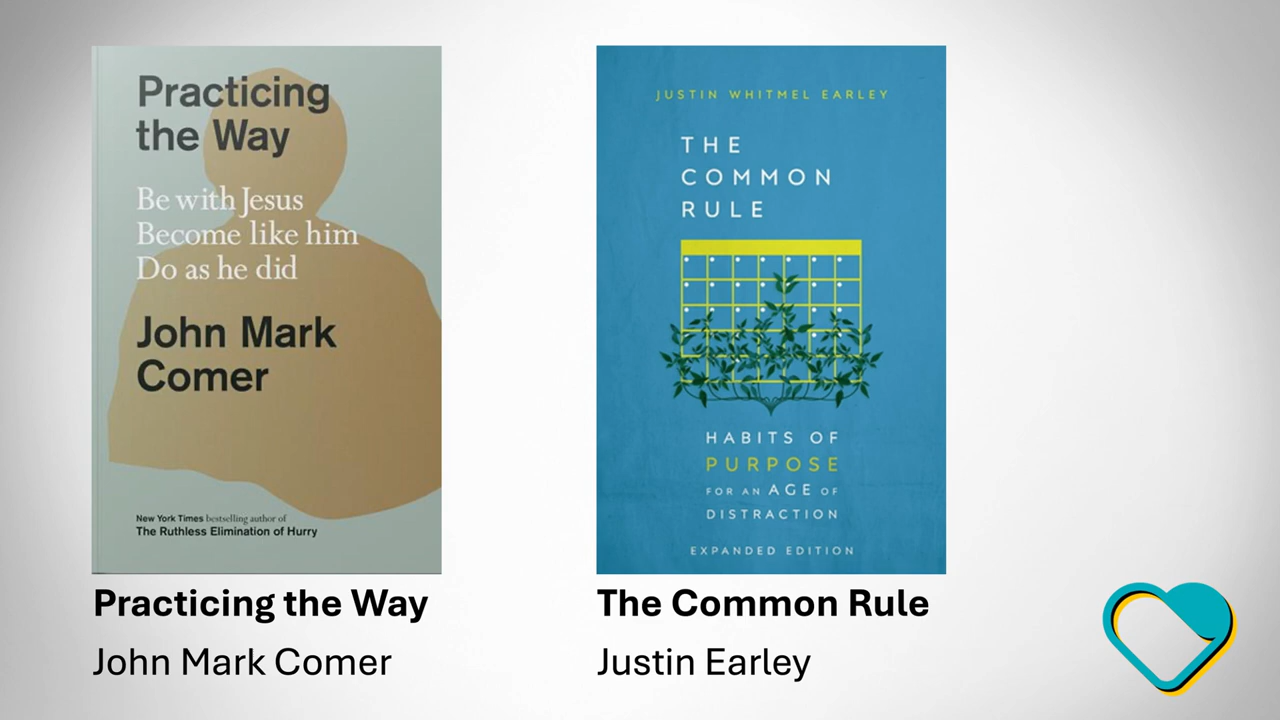 Practicing
the Way
Be with Jesus
Become like him
Do as he did
John Mark
Comer
New York Times bestselling author of
The Ruthless Elimination of Hurry
Practicing the Way
John Mark Comer
JUSTIN WHITMEL EARLEY
THE
COMMON
RULE
HABITS OF
PURPOSE
FOR AN AGE OF
DISTRACTION
EXPANDED EDITION
The Common Rule
Justin Earley